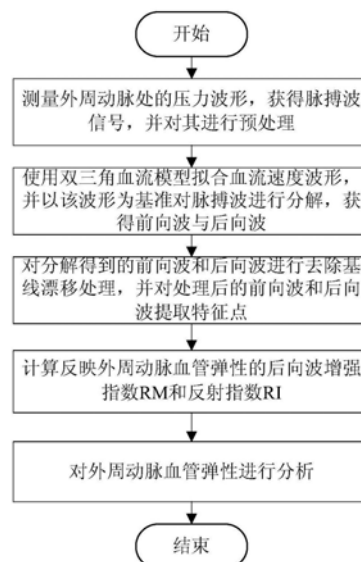 开始
测量外周动脉处的压力波形，获得脉搏波
信号，并对其进行预处理
使用双三角血流模型拟合血流速度波形，
并以该波形为基准对脉搏波进行分解，获
得前向波与后向波
对分解得到的前向波和后向波进行去除基
线漂移处理，并对处理后的前向波和后向
波提取特征点
计算反映外周动脉血管弹性的后向波增强
指数RM和反射指数RI
对外周动脉血管弹性进行分析
结束